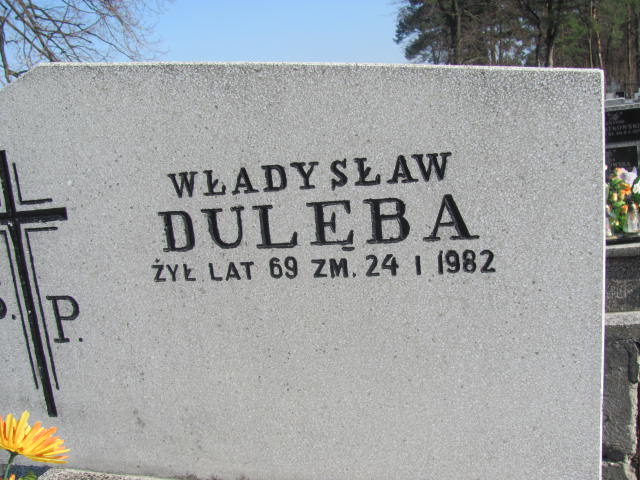 WŁADYSŁAW
DULĘBA
ŻYŁ LAT 69 ZM. 24 I 1982
P.